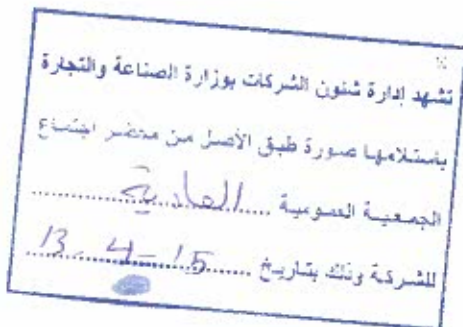 تشهد إدارة شئون الشركات بوزارة الصناعة والتجارة
باستلامها صورة طبق الأصل من محضر اجتماع
الجمعية العمومية العادية
للشركة وذلك بتاريخ 15-4-13